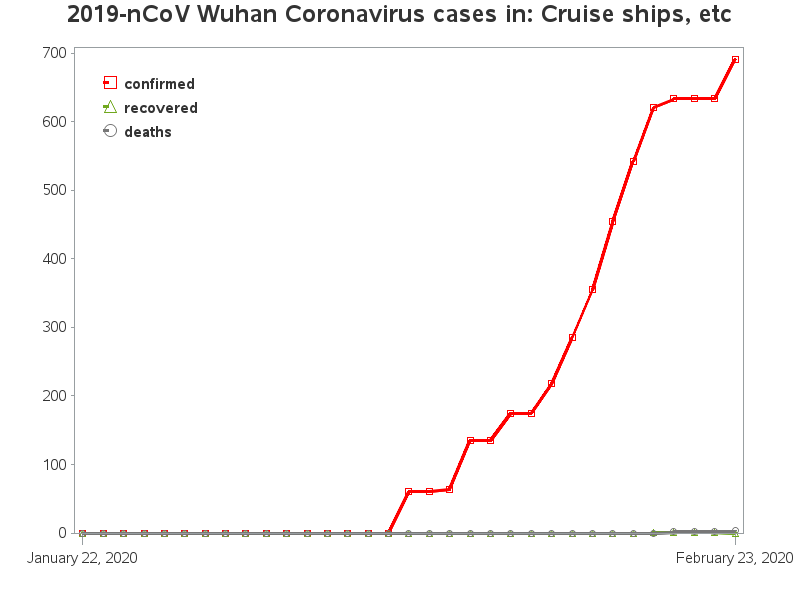 2019-nCoV Wuhan Coronavirus cases in: Cruise ships, etc
700
confirmed
recovered
600
deaths
500
400
300
200
100
0
January 22, 2020
February 23, 2020